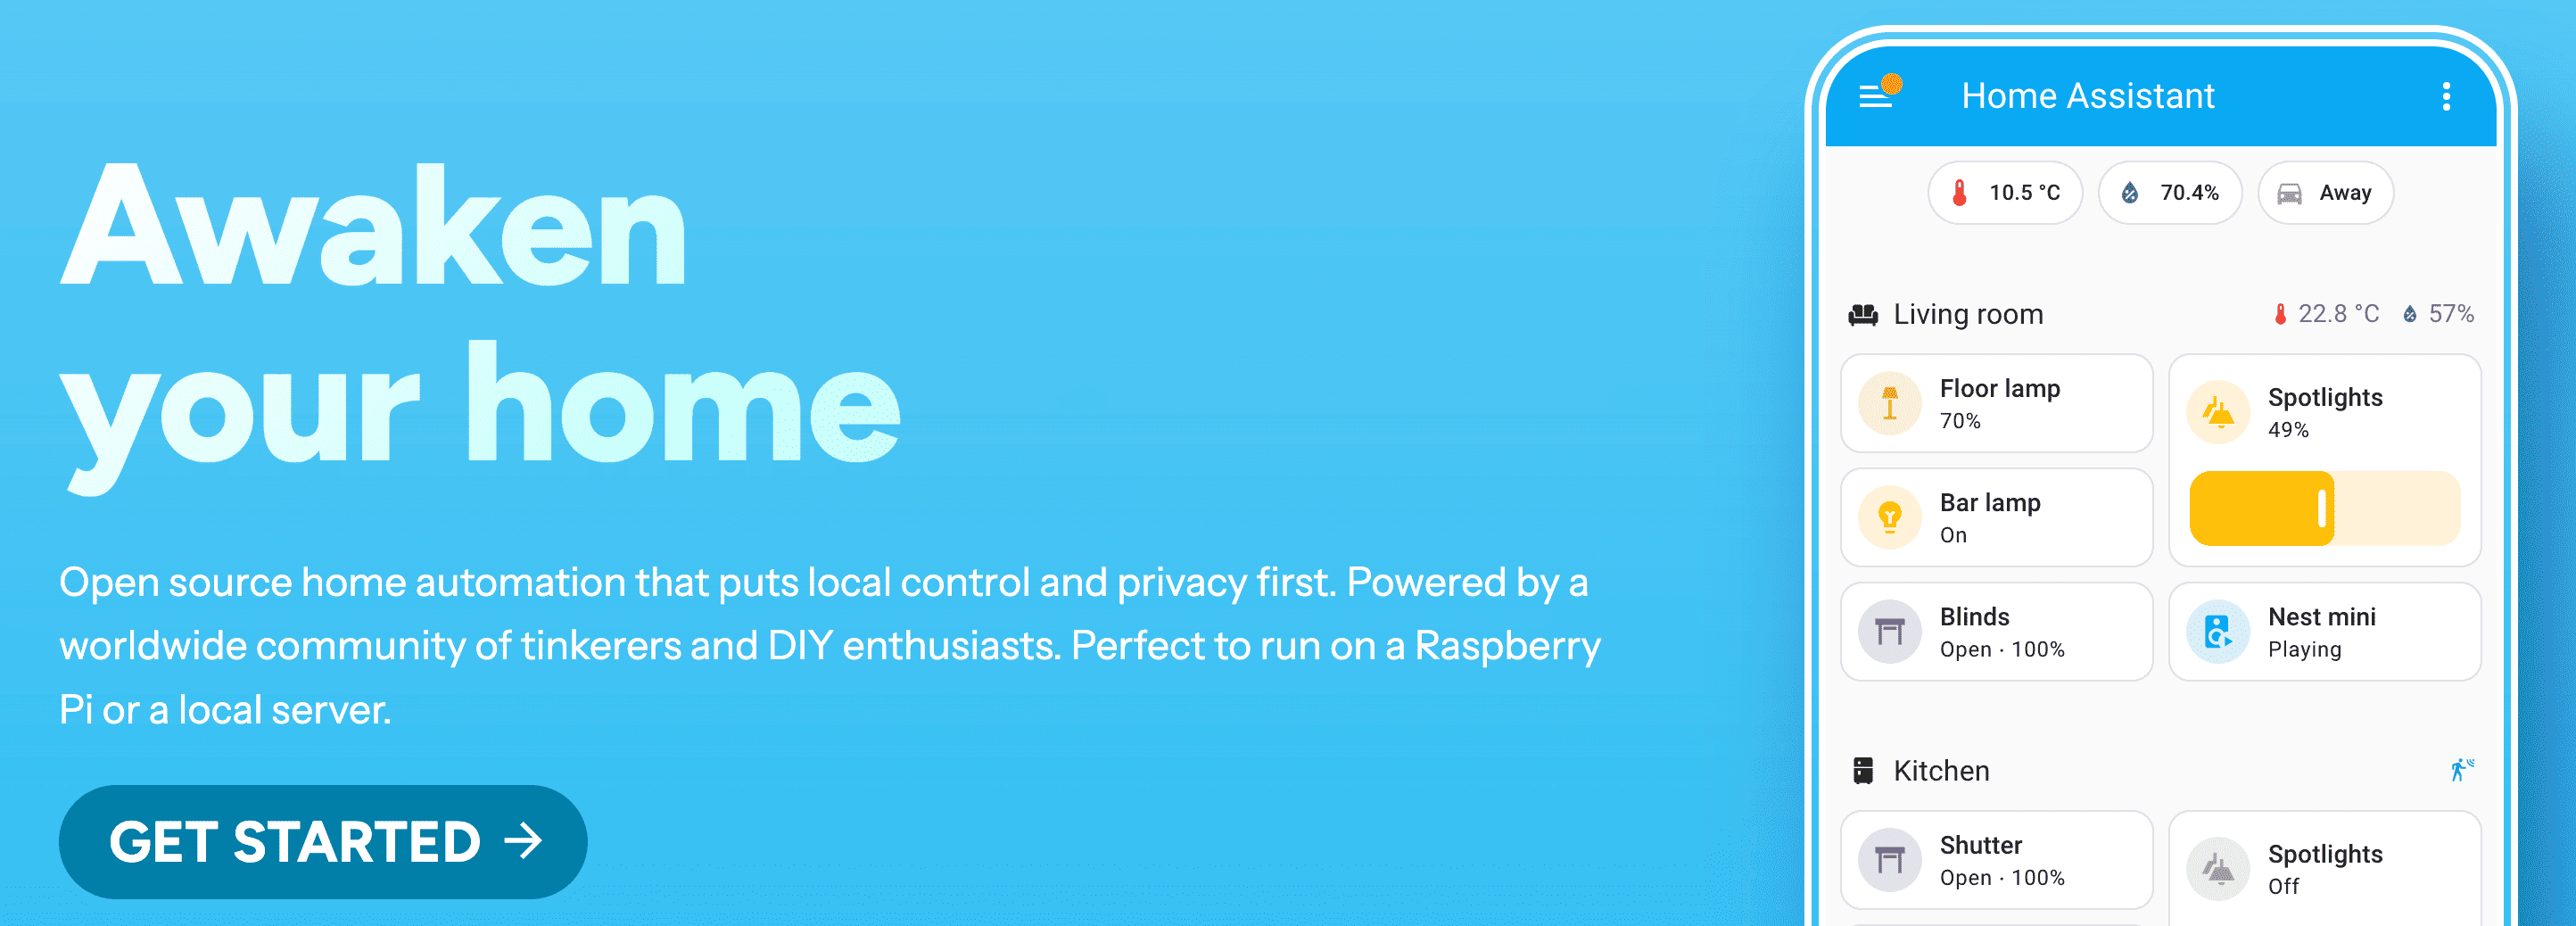 Awaken
your home
Open source home automation that puts local control and privacy first. Powered by a
worldwide community of tinkerers and DIY enthusiasts. Perfect to run on a Raspberry
Pi or a local server.
GET STARTED →
Home Assistant
10.5 °C
70.4%
Away
Living room
22.8 °C
57%
Floor lamp
70%
Spotlights
49%
Bar lamp
On
Blinds
Open · 100%
Nest mini
Playing
Kitchen
Shutter
Open · 100%
Spotlights
Off